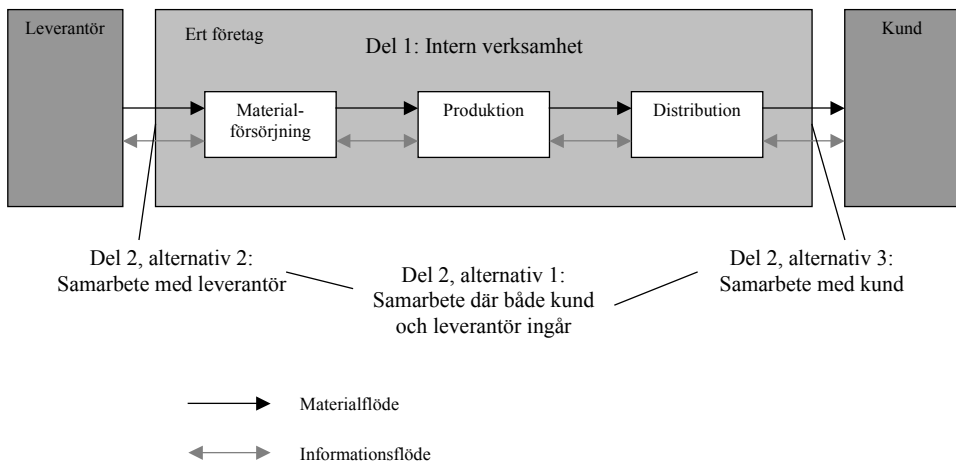 Leverantör
Ert företag
Del 1: Intern verksamhet
Kund
Material-
försörjning
Produktion
Distribution
Del 2, alternativ 2:
Samarbete med leverantör
Del 2, alternativ 1:
Samarbete där både kund
och leverantör ingår
Del 2, alternativ 3:
Samarbete med kund
Materialflöde
Informationsflöde